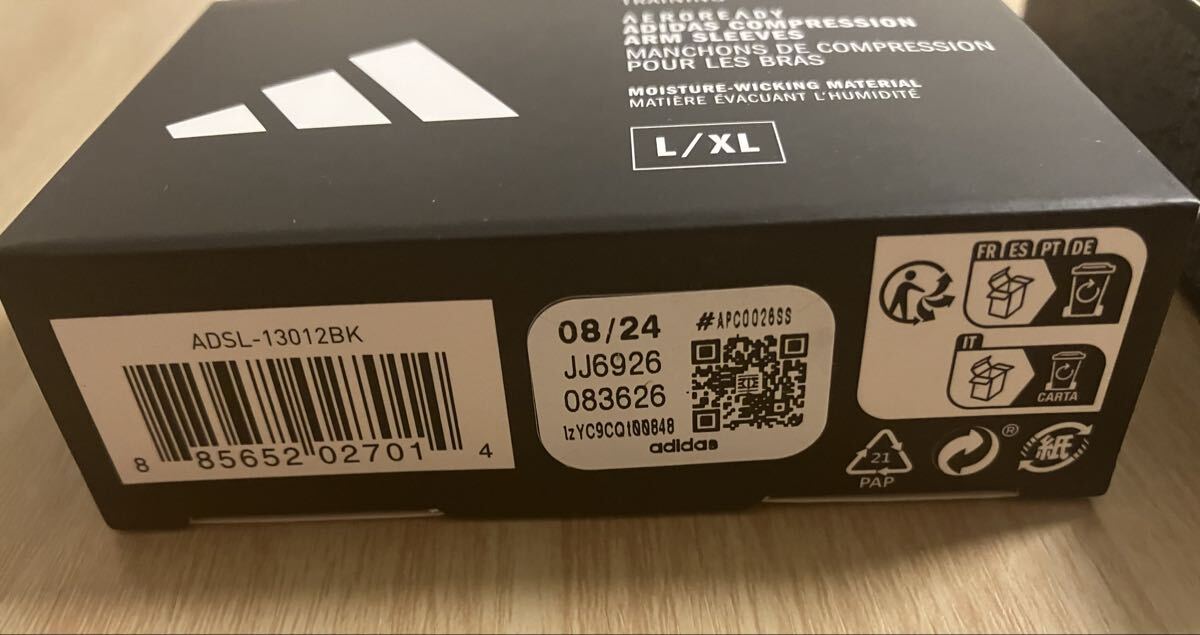 TRAINING
AEROREADY
ADIDAS COMPRESSION
ARM SLEEVES
MANCHONS DE COMPRESSION
POUR LES BRAS
MOISTURE-WICKING MATERIAL
MATIÈRE ÉVACUANT L'HUMIDITÉ
L/XL
ADSL-13012BK
8 85652 02701 4
08/24
#APC0026SS
JJ6926
083626
1zYC9CQt00848
adidas
FR ES PT DE
IT
CARTA
21
PAP
®
紙